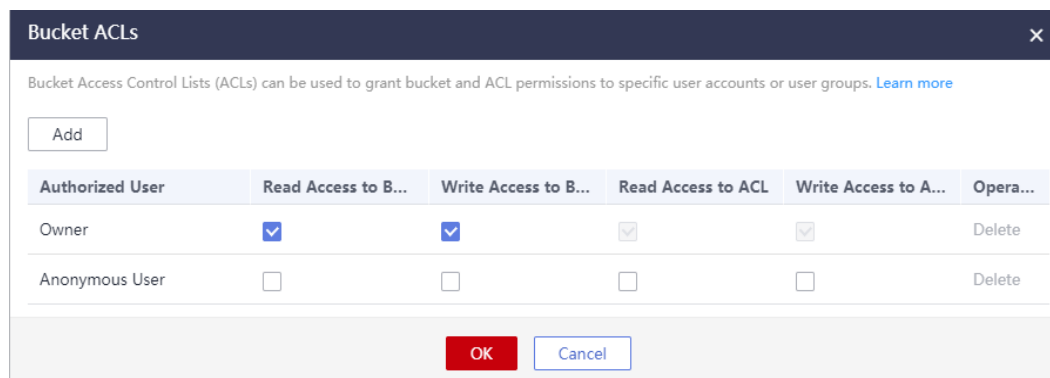 Bucket ACLs
Bucket Access Control Lists (ACLs) can be used to grant bucket and ACL permissions to specific user accounts or user groups. Learn more
Add
Authorized User Read Access to B... Write Access to B... Read Access to ACL Write Access to A... Opera...
Owner Delete
Anonymous User Delete
OK Cancel